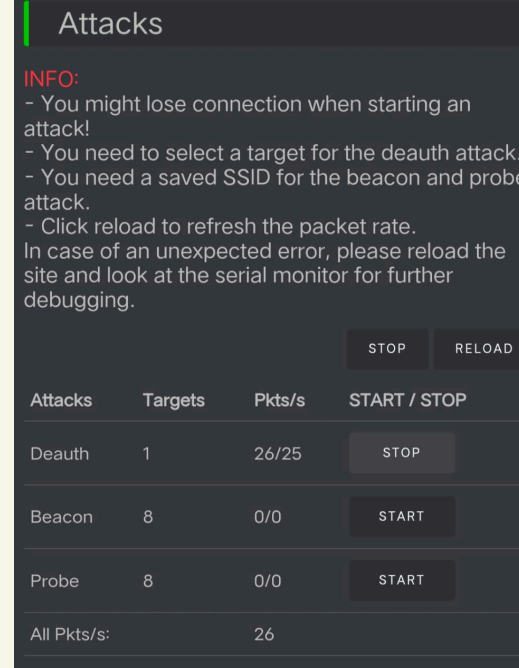 Attacks
INFO:
- You might lose connection when starting an
attack!
- You need to select a target for the deauth attack.
- You need a saved SSID for the beacon and probe
attack.
- Click reload to refresh the packet rate.
In case of an unexpected error, please reload the
site and look at the serial monitor for further
debugging.
STOP RELOAD
Attacks Targets Pkts/s START / STOP
Deauth 1 26/25 STOP
Beacon 8 0/0 START
Probe 8 0/0 START
All Pkts/s: 26